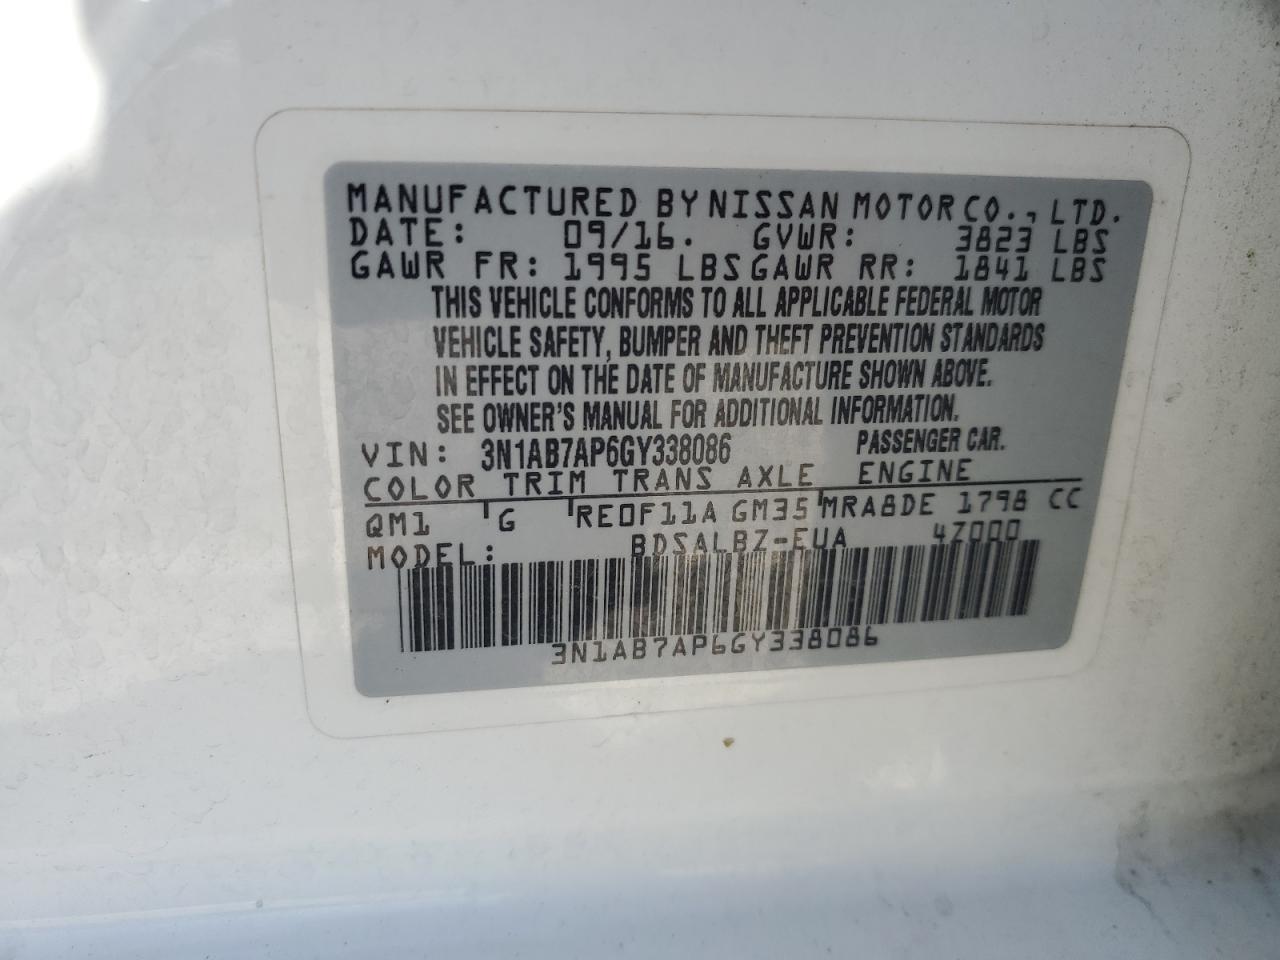 MANUFACTURED BY NISSAN MOTOR CO., LTD.
DATE: 09/16. GVWR: 3823 LBS
GAWR FR: 1995 LBS GAWR RR: 1841 LBS
THIS VEHICLE CONFORMS TO ALL APPLICABLE FEDERAL MOTOR
VEHICLE SAFETY, BUMPER AND THEFT PREVENTION STANDARDS
IN EFFECT ON THE DATE OF MANUFACTURE SHOWN ABOVE.
SEE OWNER'S MANUAL FOR ADDITIONAL INFORMATION.
VIN: 3N1AB7AP6GY338086 PASSENGER CAR.
COLOR TRIM TRANS AXLE ENGINE
QM1 G RE0F11A GM35 MRA8DE 1798 CC
MODEL: BDSALBZ-EUA 4Z000
3N1AB7AP6GY338086